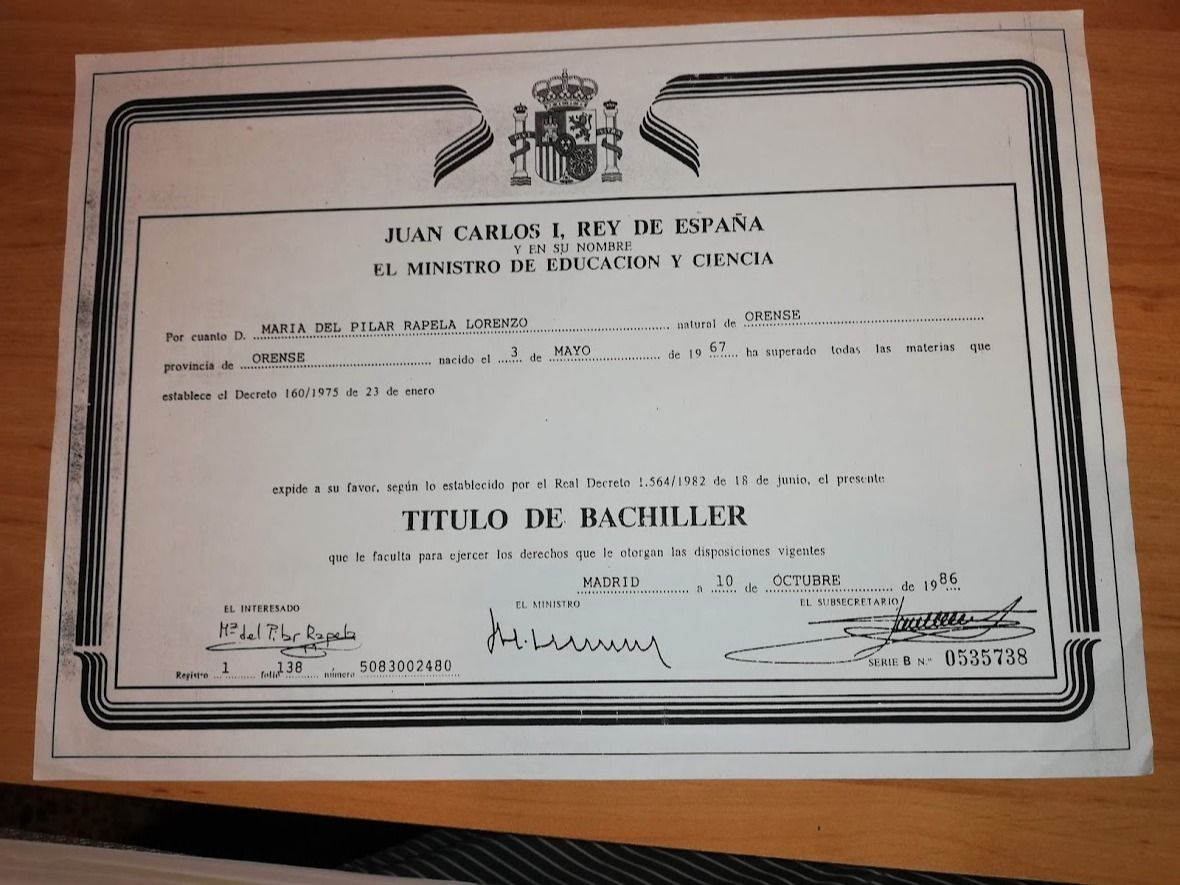 JUAN CARLOS I, REY DE ESPAÑA
Y EN SU NOMBRE
EL MINISTRO DE EDUCACION Y CIENCIA
Por cuanto D. MARIA DEL PILAR RAPELA LORENZO natural de ORENSE
provincia de ORENSE nacido el 3 de MAYO de 1967 ha superado todas las materias que
establece el Decreto 160/1975 de 23 de enero
expide a su favor, según lo establecido por el Real Decreto 1.564/1982 de 18 de junio, el presente
TITULO DE BACHILLER
que le faculta para ejercer los derechos que le otorgan las disposiciones vigentes
MADRID a 10 de OCTUBRE de 1986
EL INTERESADO EL MINISTRO EL SUBSECRETARIO
Mª del Pilar Rapela
Registro 1 folio 138 número 5083002480 SERIE B N.º 0535738